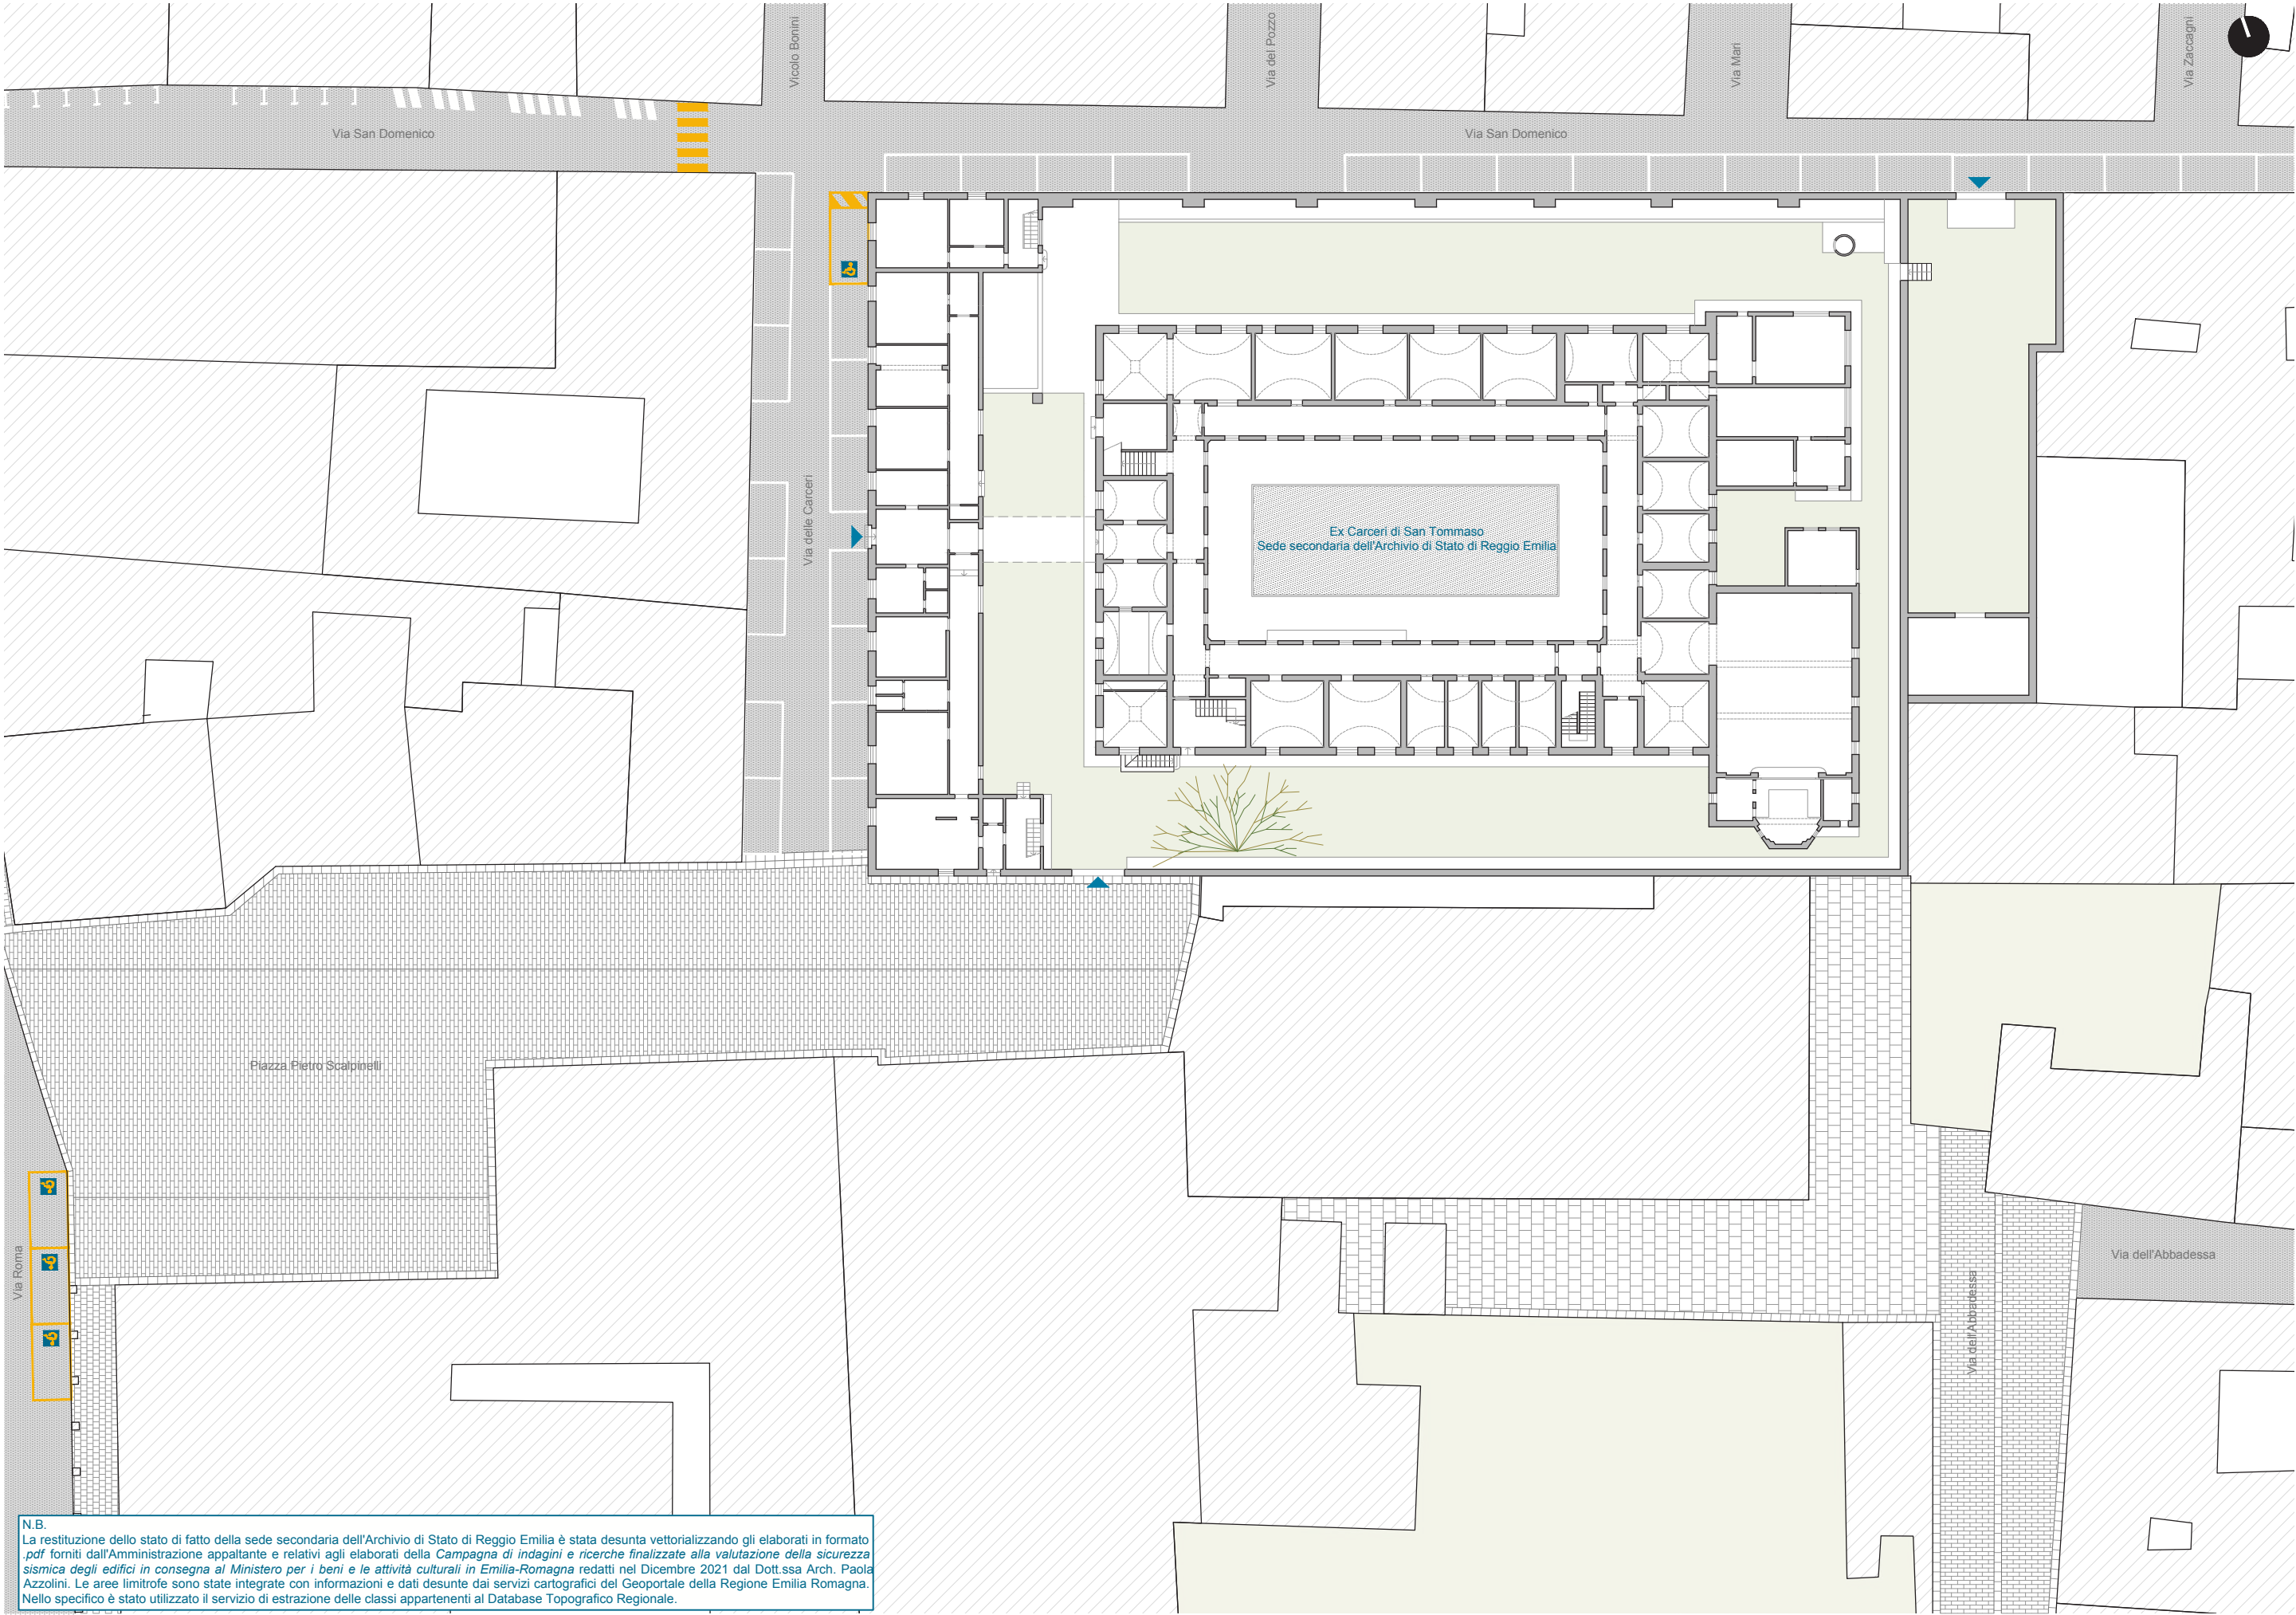 Vicolo Bonini
Via del Pozzo
Via Mari
Via Zaccagni
Via San Domenico
Via San Domenico
Via delle Carceri
Ex Carceri di San Tommaso
Sede secondaria dell'Archivio di Stato di Reggio Emilia
Piazza Pietro Scalpinelli
Via Roma
Via dell'Abbadessa
Via dell'Abbadessa
N.B.
La restituzione dello stato di fatto della sede secondaria dell'Archivio di Stato di Reggio Emilia è stata desunta vettorializzando gli elaborati in formato
.pdf forniti dall'Amministrazione appaltante e relativi agli elaborati della Campagna di indagini e ricerche finalizzate alla valutazione della sicurezza
sismica degli edifici in consegna al Ministero per i beni e le attività culturali in Emilia-Romagna redatti nel Dicembre 2021 dal Dott.ssa Arch. Paola
Azzolini. Le aree limitrofe sono state integrate con informazioni e dati desunte dai servizi cartografici del Geoportale della Regione Emilia Romagna.
Nello specifico è stato utilizzato il servizio di estrazione delle classi appartenenti al Database Topografico Regionale.